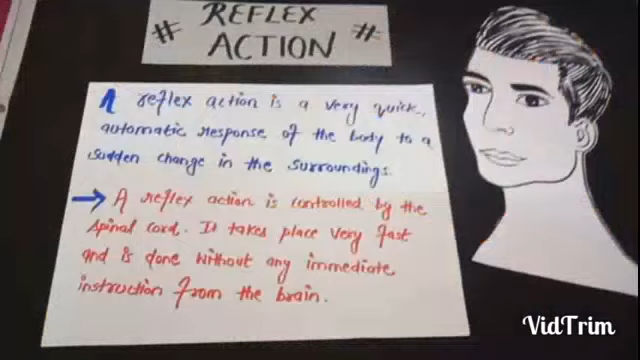 # REFLEX #
ACTION
A reflex action is a very quick,
automatic response of the body to a
sudden change in the surroundings.
→ A reflex action is controlled by the
spinal cord. It takes place very fast
and is done without any immediate
instruction from the brain.
VidTrim